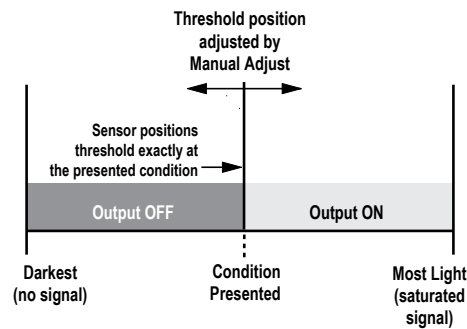 Threshold position
adjusted by
Manual Adjust
Sensor positions
threshold exactly at
the presented condition
Output OFF
Output ON
Darkest
(no signal)
Condition
Presented
Most Light
(saturated
signal)